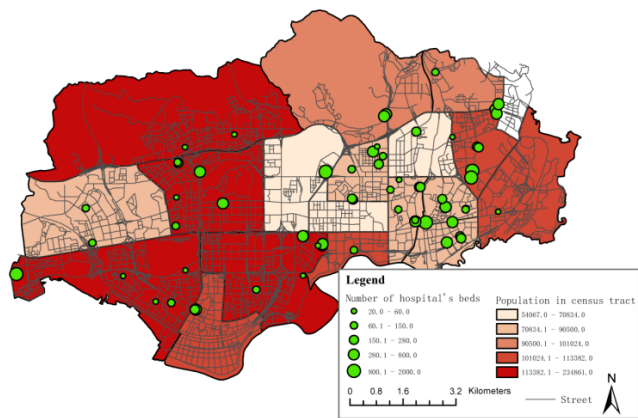 Legend
Number of hospital's beds
20.0 - 60.0
60.1 - 150.0
150.1 - 280.0
280.1 - 800.0
800.1 - 2000.0
Population in census tract
54067.0 - 70834.0
70834.1 - 90500.0
90500.1 - 101024.0
101024.1 - 113382.0
113382.1 - 234861.0
0 0.8 1.6 3.2 Kilometers
Street
N